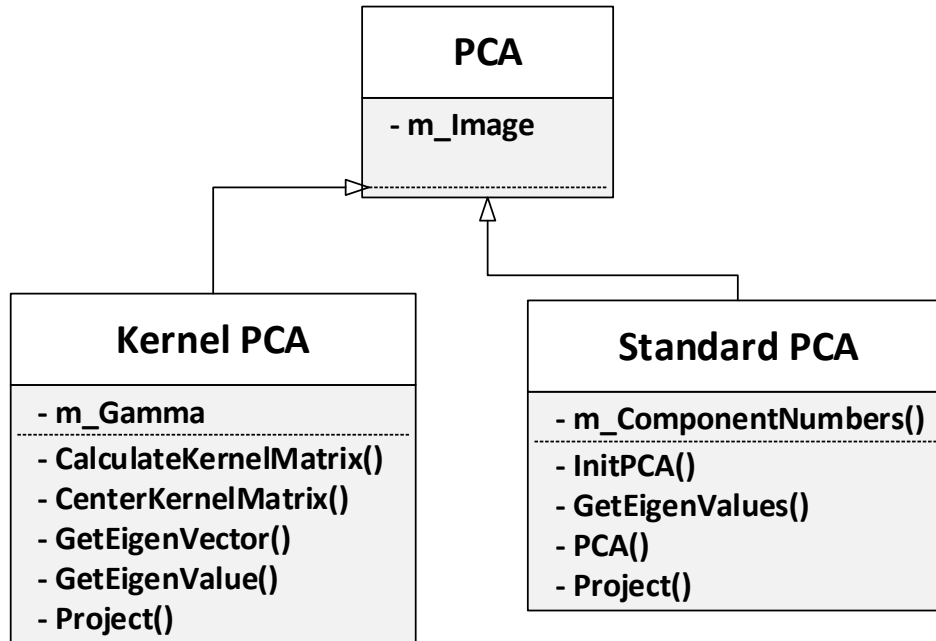 PCA
- m_Image
Kernel PCA
- m_Gamma
- CalculateKernelMatrix()
- CenterKernelMatrix()
- GetEigenVector()
- GetEigenValue()
- Project()
Standard PCA
- m_ComponentNumbers()
- InitPCA()
- GetEigenValues()
- PCA()
- Project()